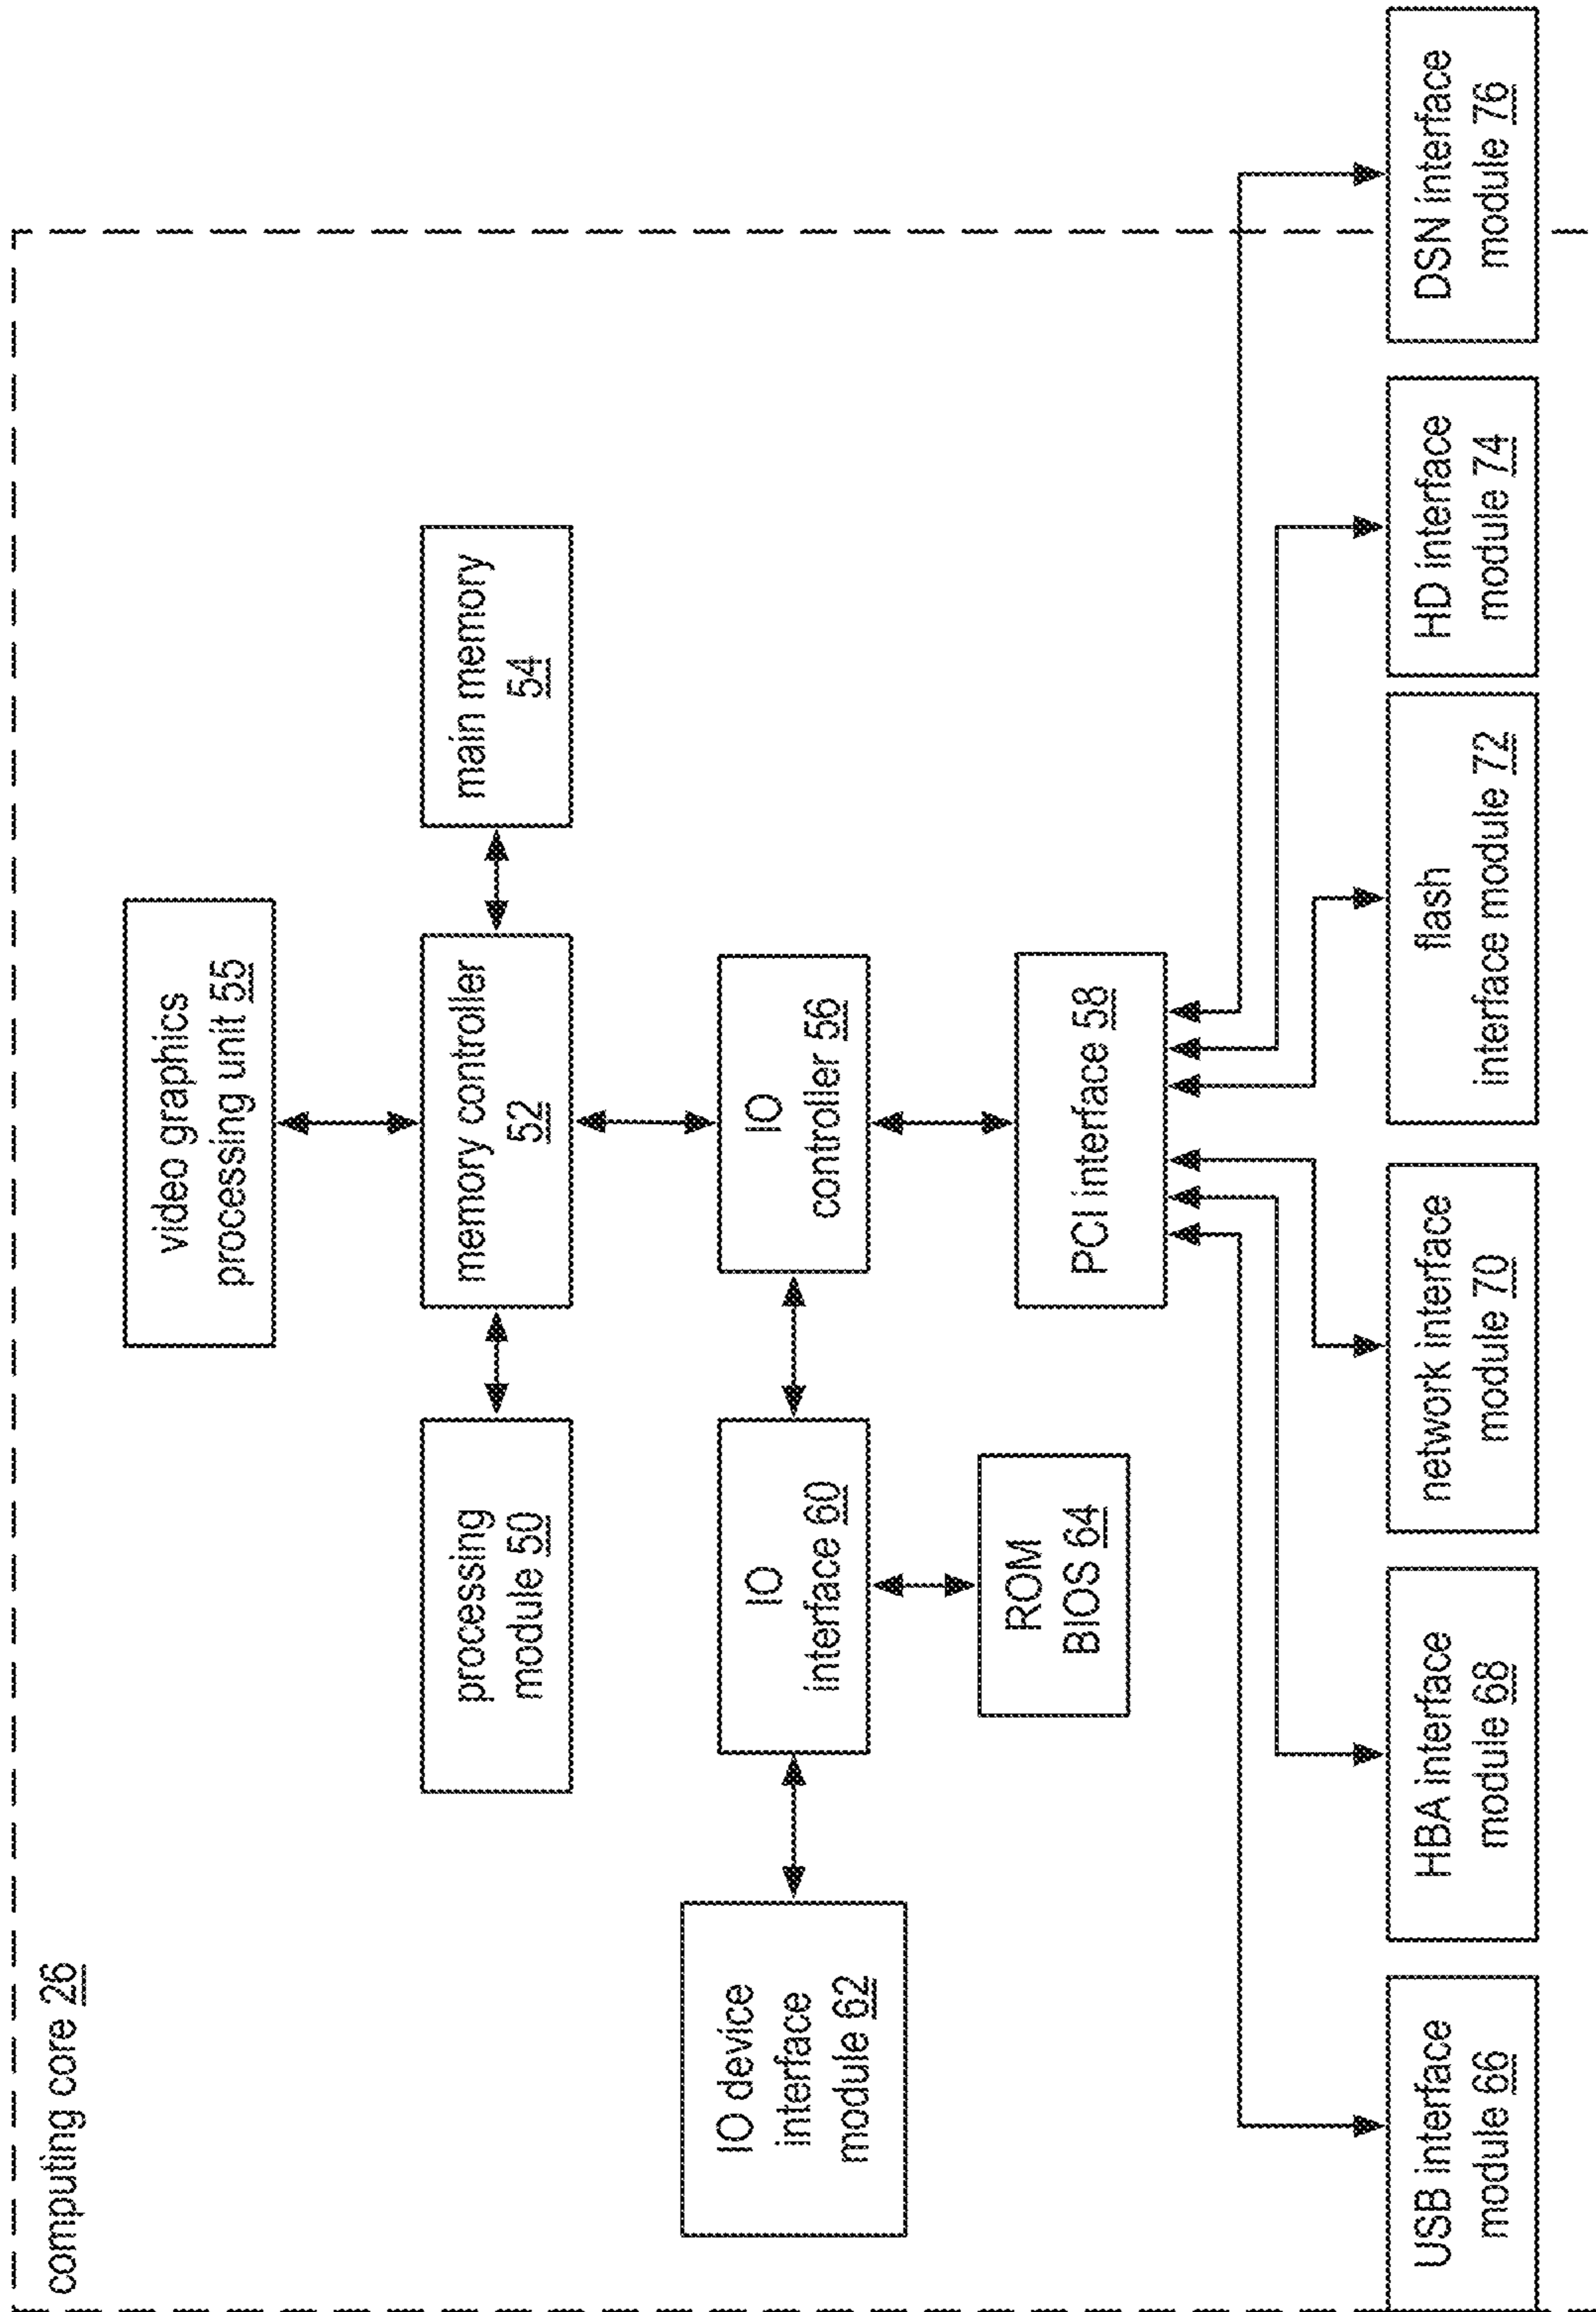 computing core 26
video graphics
processing unit 55
processing
module 50
memory controller
52
main memory
54
IO device
interface
module 62
IO
interface 60
IO
controller 56
ROM
BIOS 64
PCI interface 58
USB interface
module 66
HBA interface
module 68
network interface
module 70
flash
interface module 72
HD interface
module 74
DSN interface
module 76